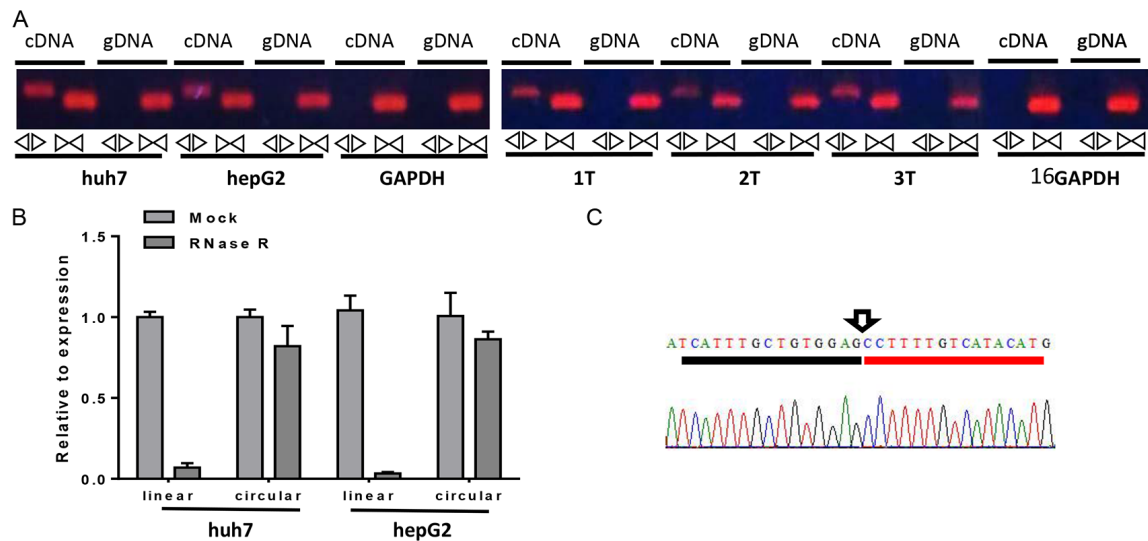 A
cDNA gDNA cDNA gDNA cDNA gDNA cDNA gDNA cDNA gDNA cDNA gDNA cDNA gDNA
huh7 hepG2 GAPDH 1T 2T 3T 16GAPDH
B
Mock
RNase R
Relative to expression
1.5
1.0
0.5
0.0
linear circular linear circular
huh7 hepG2
C
ATCATTTGCTGTGGAGCCTTTTGTCATACATG